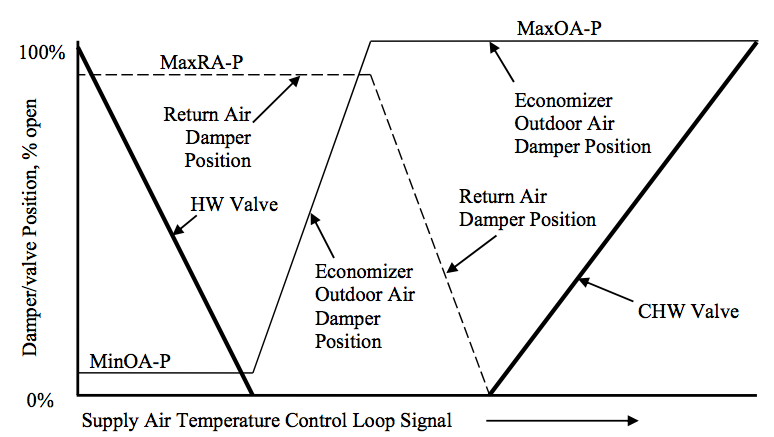 100%
MaxOA-P
MaxRA-P
Return Air
Damper
Position
Economizer
Outdoor Air
Damper Position
HW Valve
Return Air
Damper Position
Economizer
Outdoor Air
Damper
Position
CHW Valve
MinOA-P
0%
Damper/valve Position, % open
Supply Air Temperature Control Loop Signal